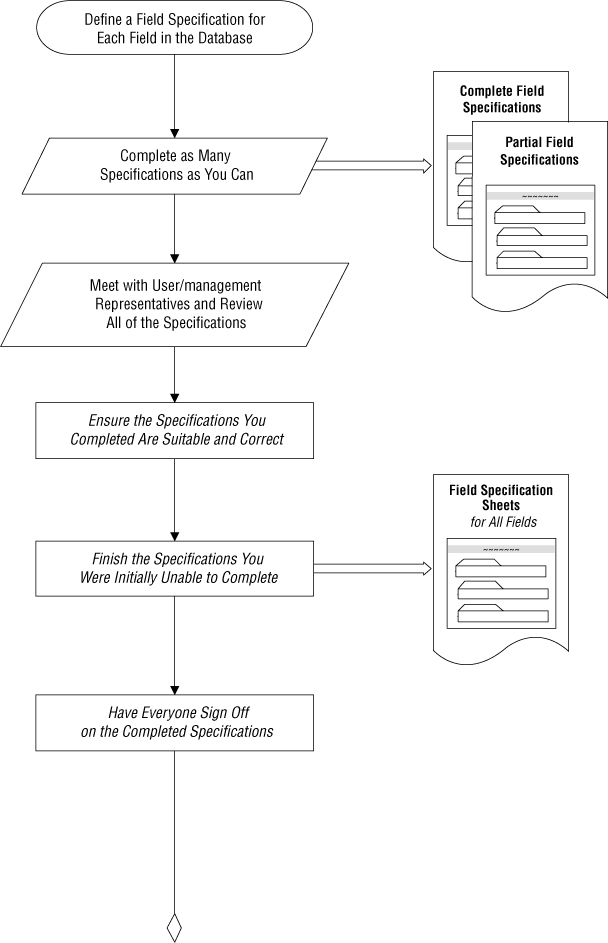 Define a Field Specification for
Each Field in the Database
Complete as Many
Specifications as You Can
Complete Field
Specifications
Partial Field
Specifications
~~~~~~~
Meet with User/management
Representatives and Review
All of the Specifications
Ensure the Specifications You
Completed Are Suitable and Correct
Finish the Specifications You
Were Initially Unable to Complete
Field Specification
Sheets
for All Fields
~~~~~~~
Have Everyone Sign Off
on the Completed Specifications